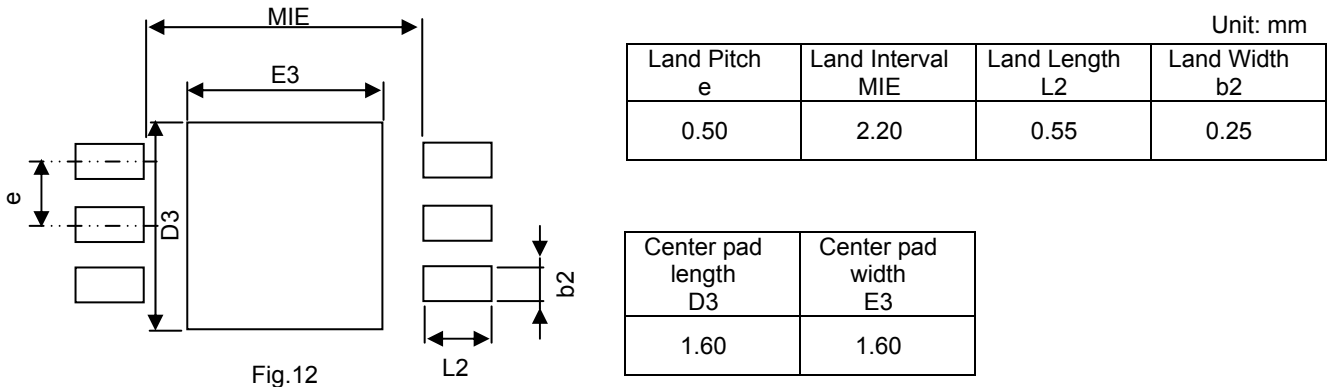 MIE
E3
e
D3
b2
L2
Fig.12
Unit: mm
Land Pitch Land Interval Land Length Land Width
e MIE L2 b2
0.50 2.20 0.55 0.25
Center pad Center pad
length width
D3 E3
1.60 1.60